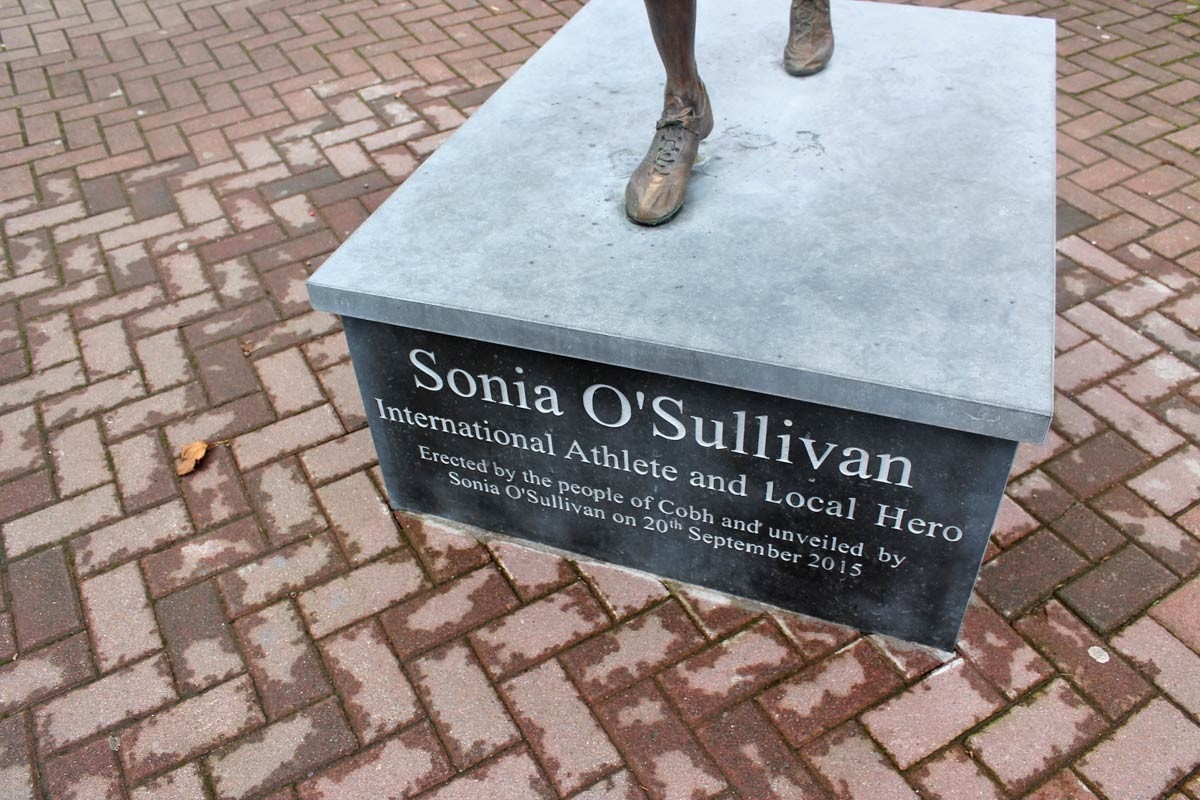 Sonia O'Sullivan
International Athlete and Local Hero
Erected by the people of Cobh and unveiled by
Sonia O'Sullivan on 20th September 2015